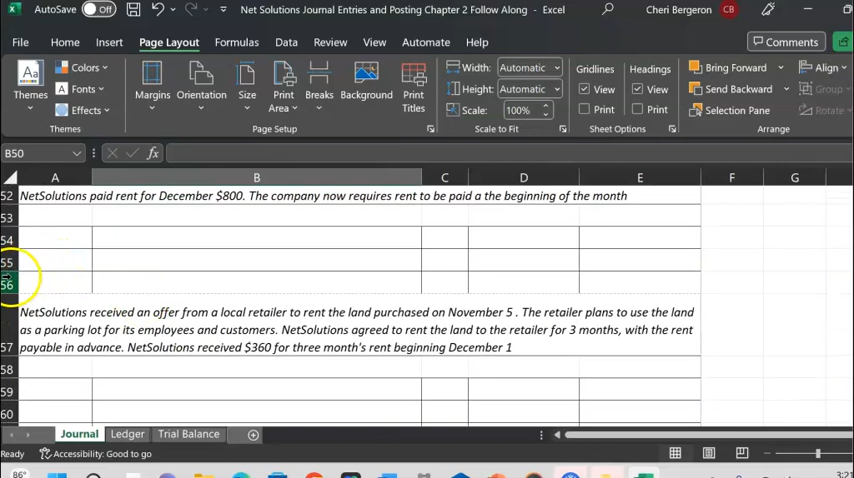 AutoSave Off Net Solutions Journal Entries and Posting Chapter 2 Follow Along - Excel Cheri Bergeron CB
File Home Insert Page Layout Formulas Data Review View Automate Help Comments
Themes Colors Fonts Effects Margins Orientation Size Print Area Breaks Background Print Titles Width: Automatic Height: Automatic Scale: 100% Gridlines View Print Headings View Print Bring Forward Send Backward Selection Pane Align Group Rotate
Themes Page Setup Scale to Fit Sheet Options Arrange
B50 fx
A B C D E F G
52 NetSolutions paid rent for December $800. The company now requires rent to be paid a the beginning of the month
53
54
55
56
NetSolutions received an offer from a local retailer to rent the land purchased on November 5 . The retailer plans to use the land
as a parking lot for its employees and customers. NetSolutions agreed to rent the land to the retailer for 3 months, with the rent
57 payable in advance. NetSolutions received $360 for three month's rent beginning December 1
58
59
60
Journal Ledger Trial Balance
Ready Accessibility: Good to go
86° 3:21